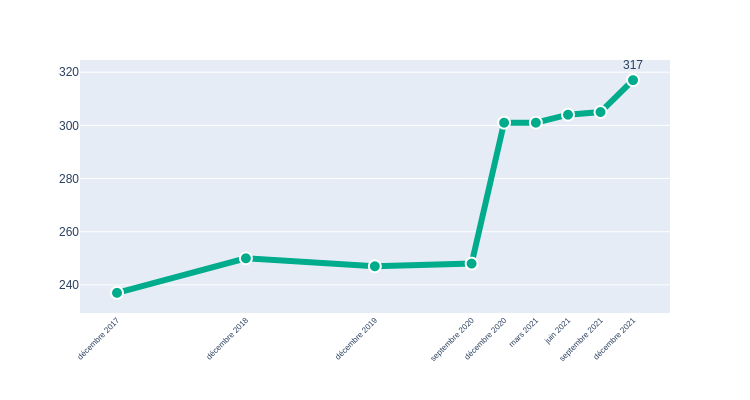 317
320
300
280
260
240
décembre 2017
décembre 2018
décembre 2019
septembre 2020
décembre 2020
mars 2021
juin 2021
septembre 2021
décembre 2021